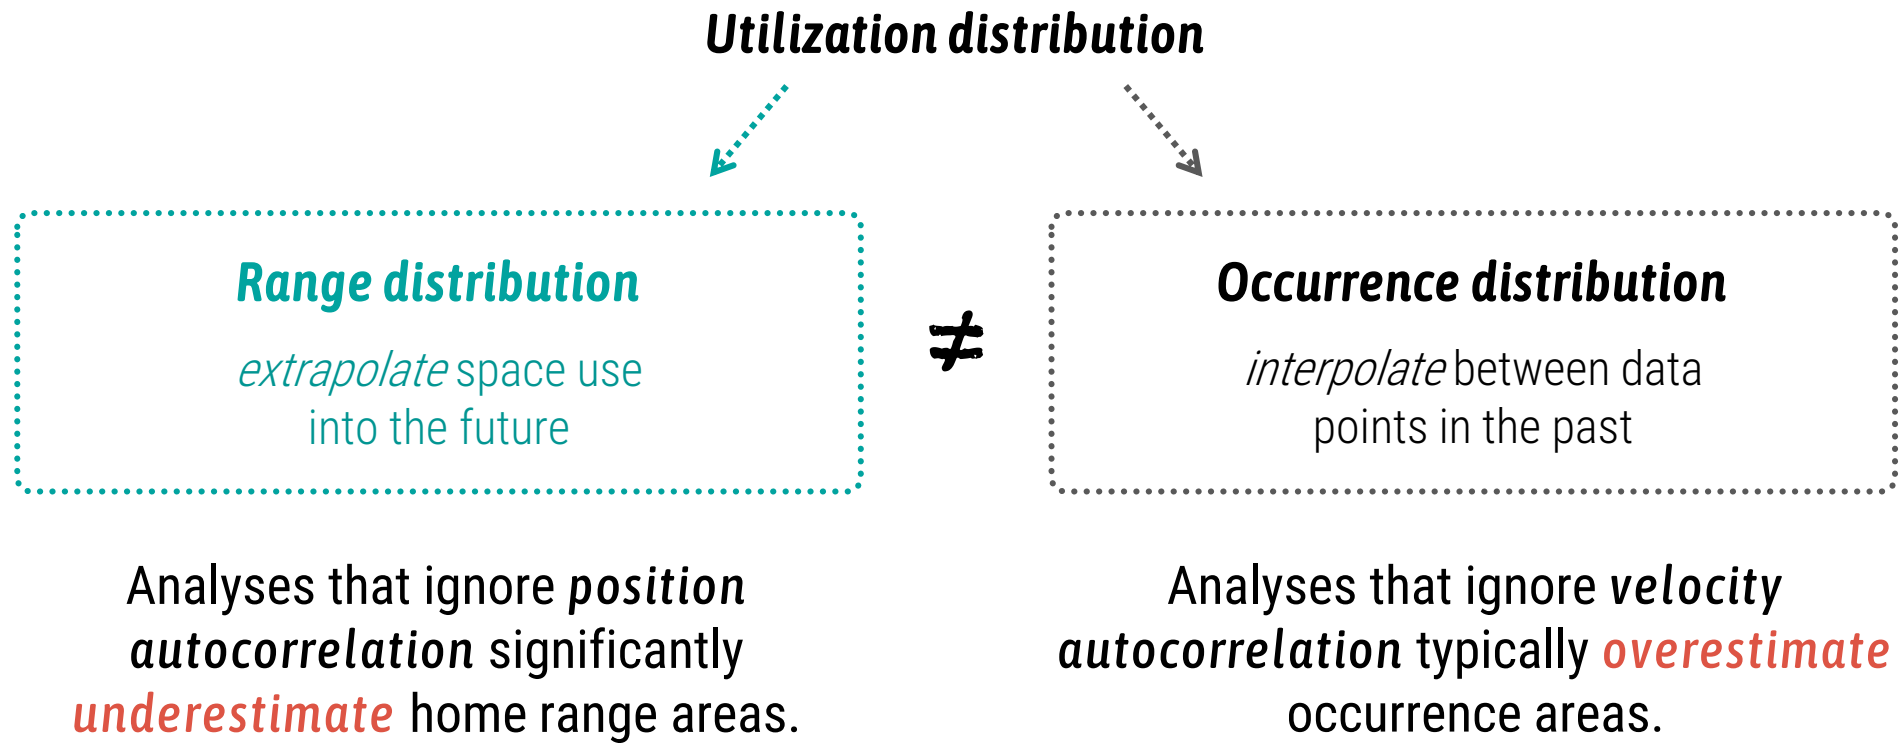 Utilization distribution
Range distribution
extrapolate space use
into the future
≠
Occurrence distribution
interpolate between data
points in the past
Analyses that ignore position
autocorrelation significantly
underestimate home range areas.
Analyses that ignore velocity
autocorrelation typically overestimate
occurrence areas.